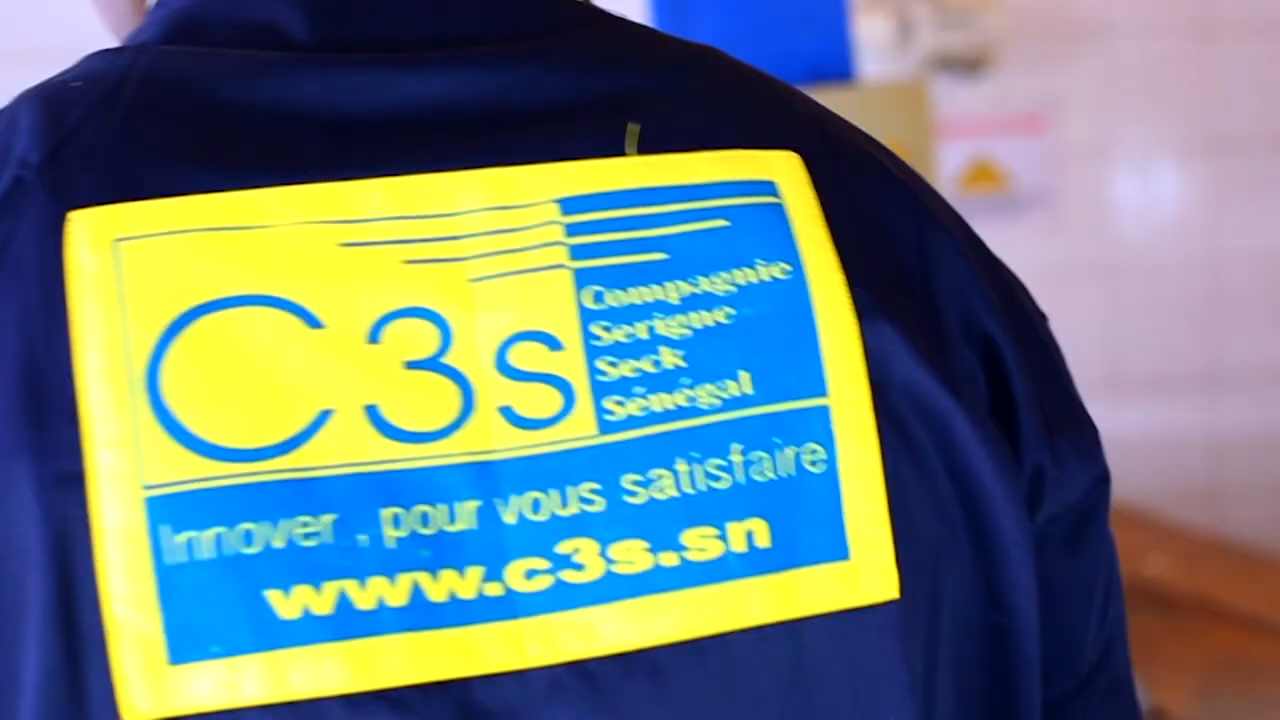 C3s
Compagnie
Serigne
Seck
Sénégal
Innover , pour vous satisfaire
www.c3s.sn